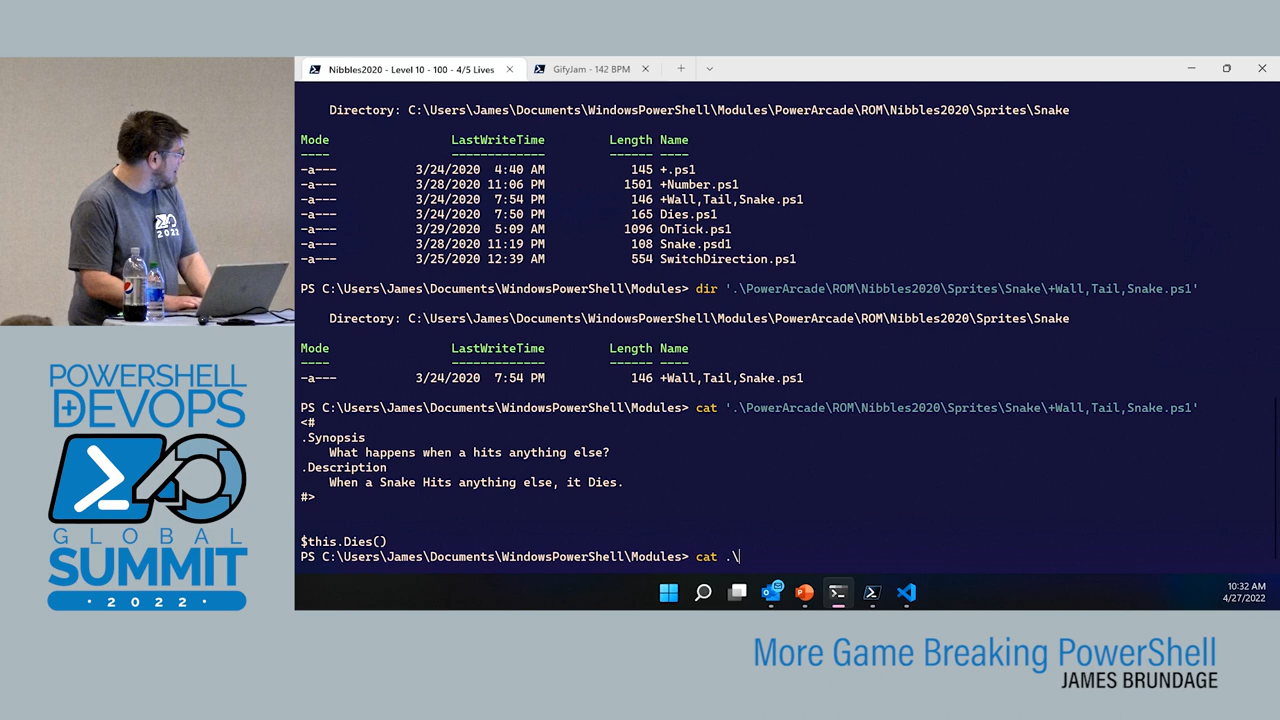 Nibbles2020 - Level 10 - 100 - 4/5 Lives
GifyJam - 142 BPM
Directory: C:\Users\James\Documents\WindowsPowerShell\Modules\PowerArcade\ROM\Nibbles2020\Sprites\Snake
Mode LastWriteTime Length Name
---- ------------- ------ ----
-a--- 3/24/2020 4:40 AM 145 +.ps1
-a--- 3/28/2020 11:06 PM 1501 +Number.ps1
-a--- 3/24/2020 7:54 PM 146 +Wall,Tail,Snake.ps1
-a--- 3/24/2020 7:50 PM 165 Dies.ps1
-a--- 3/29/2020 5:09 AM 1096 OnTick.ps1
-a--- 3/28/2020 11:19 PM 108 Snake.psd1
-a--- 3/25/2020 12:39 AM 554 SwitchDirection.ps1
PS C:\Users\James\Documents\WindowsPowerShell\Modules> dir '.\PowerArcade\ROM\Nibbles2020\Sprites\Snake\+Wall,Tail,Snake.ps1'
Directory: C:\Users\James\Documents\WindowsPowerShell\Modules\PowerArcade\ROM\Nibbles2020\Sprites\Snake
Mode LastWriteTime Length Name
---- ------------- ------ ----
-a--- 3/24/2020 7:54 PM 146 +Wall,Tail,Snake.ps1
PS C:\Users\James\Documents\WindowsPowerShell\Modules> cat '.\PowerArcade\ROM\Nibbles2020\Sprites\Snake\+Wall,Tail,Snake.ps1'
<#
.Synopsis
What happens when a hits anything else?
.Description
When a Snake Hits anything else, it Dies.
#>
$this.Dies()
PS C:\Users\James\Documents\WindowsPowerShell\Modules> cat .\
10:32 AM
4/27/2022
2022
POWERSHELL
+DEVOPS
GLOBAL
SUMMIT
· 2022 ·
More Game Breaking PowerShell
JAMES BRUNDAGE